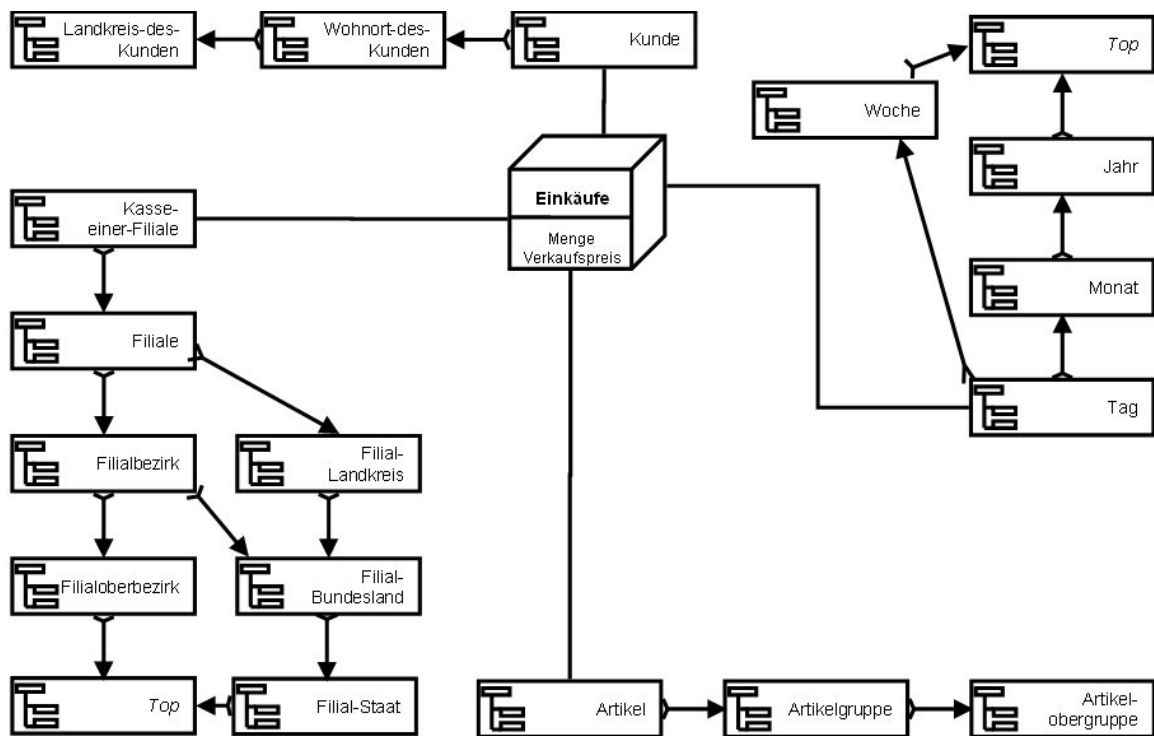 Landkreis-des-
Kunden
Wohnort-des-
Kunden
Kunde
Top
Woche
Jahr
Einkäufe
Menge
Verkaufspreis
Kasse-
einer-Filiale
Monat
Filiale
Tag
Filialbezirk
Filial-
Landkreis
Filialoberbezirk
Filial-
Bundesland
Top
Filial-Staat
Artikel
Artikelgruppe
Artikel-
obergruppe